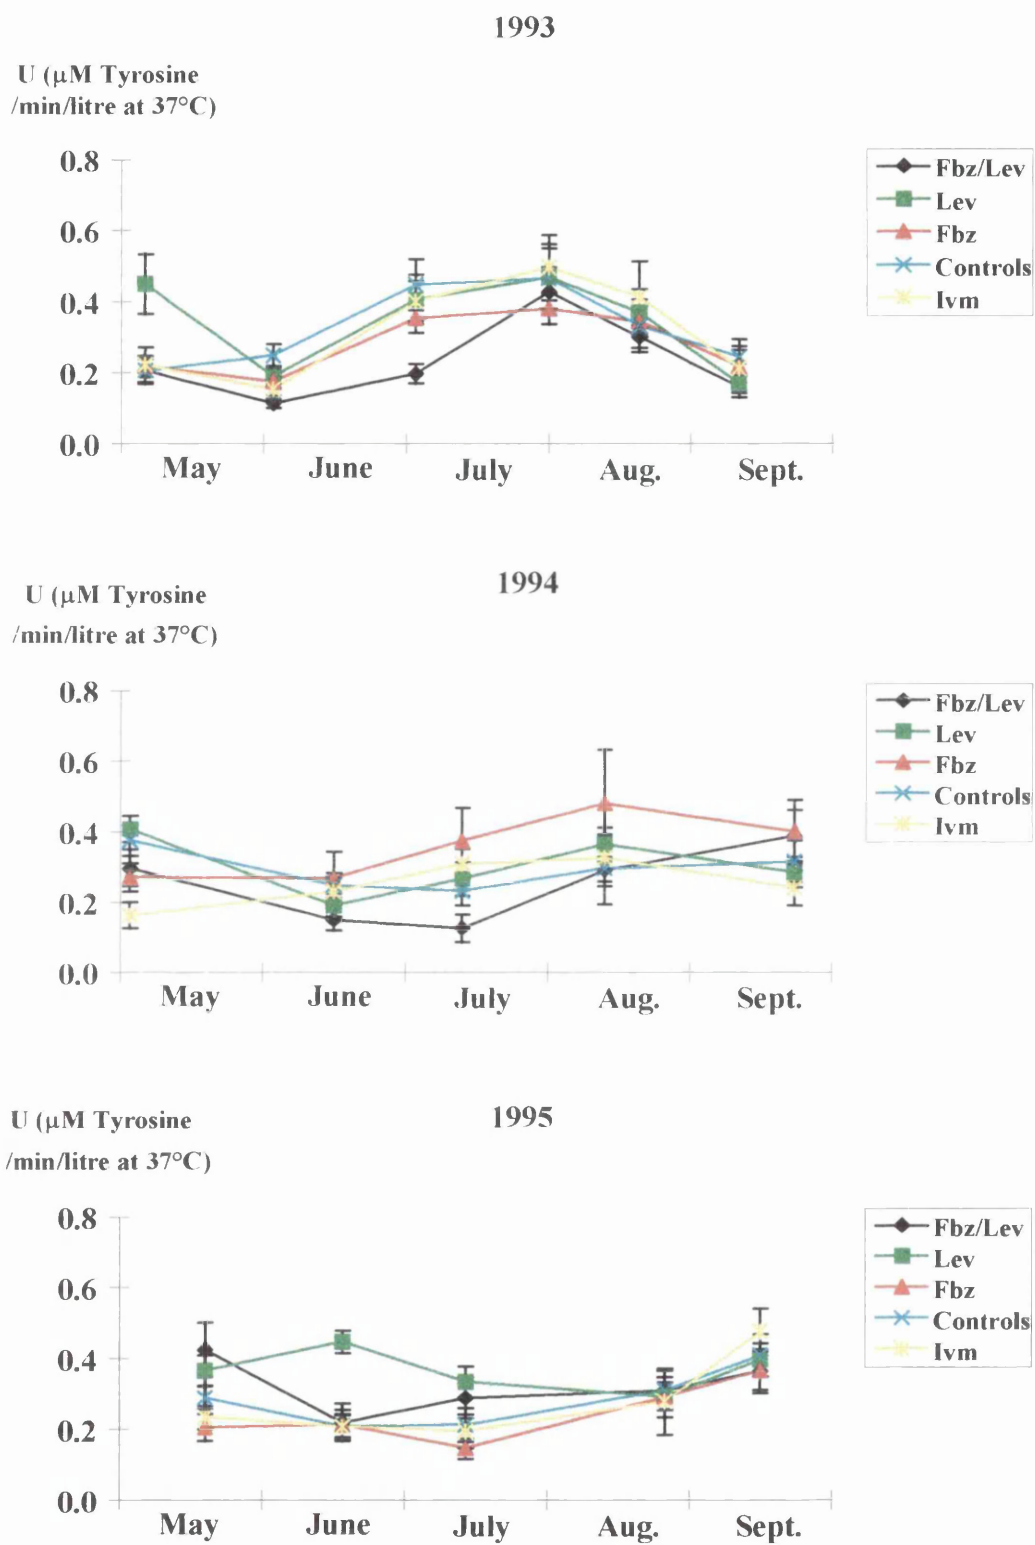 1993
U (µM Tyrosine
/min/litre at 37°C)
0.8
0.6
0.4
0.2
0.0
May June July Aug. Sept.
Fbz/Lev
Lev
Fbz
Controls
Ivm
1994
U (µM Tyrosine
/min/litre at 37°C)
0.8
0.6
0.4
0.2
0.0
May June July Aug. Sept.
Fbz/Lev
Lev
Fbz
Controls
Ivm
1995
U (µM Tyrosine
/min/litre at 37°C)
0.8
0.6
0.4
0.2
0.0
May June July Aug. Sept.
Fbz/Lev
Lev
Fbz
Controls
Ivm